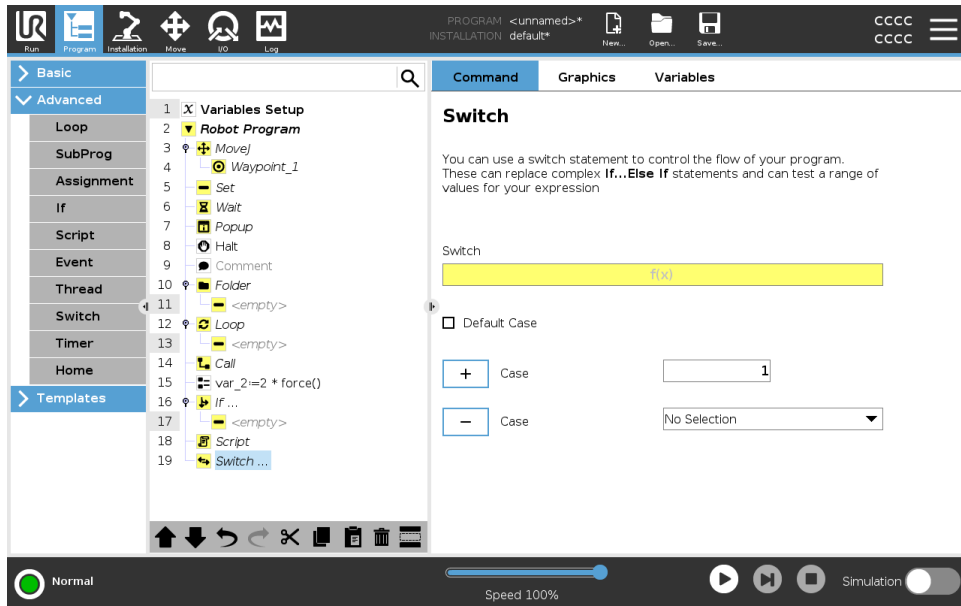 UR
PROGRAM <unnamed>*
INSTALLATION default*
CCCC
CCCC
Run Program Installation Move I/O Log New... Open... Save...
Basic
Advanced
Loop
SubProg
Assignment
If
Script
Event
Thread
Switch
Timer
Home
Templates
1 X Variables Setup
2 Robot Program
3 MoveJ
4 Waypoint_1
5 Set
6 Wait
7 Popup
8 Halt
9 Comment
10 Folder
11 <empty>
12 Loop
13 <empty>
14 Call
15 var_2:=2 * force()
16 If ...
17 <empty>
18 Script
19 Switch ...
Command Graphics Variables
Switch
You can use a switch statement to control the flow of your program.
These can replace complex If...Else If statements and can test a range of
values for your expression
Switch
f(x)
Default Case
+ Case 1
− Case No Selection
Normal
Speed 100%
Simulation